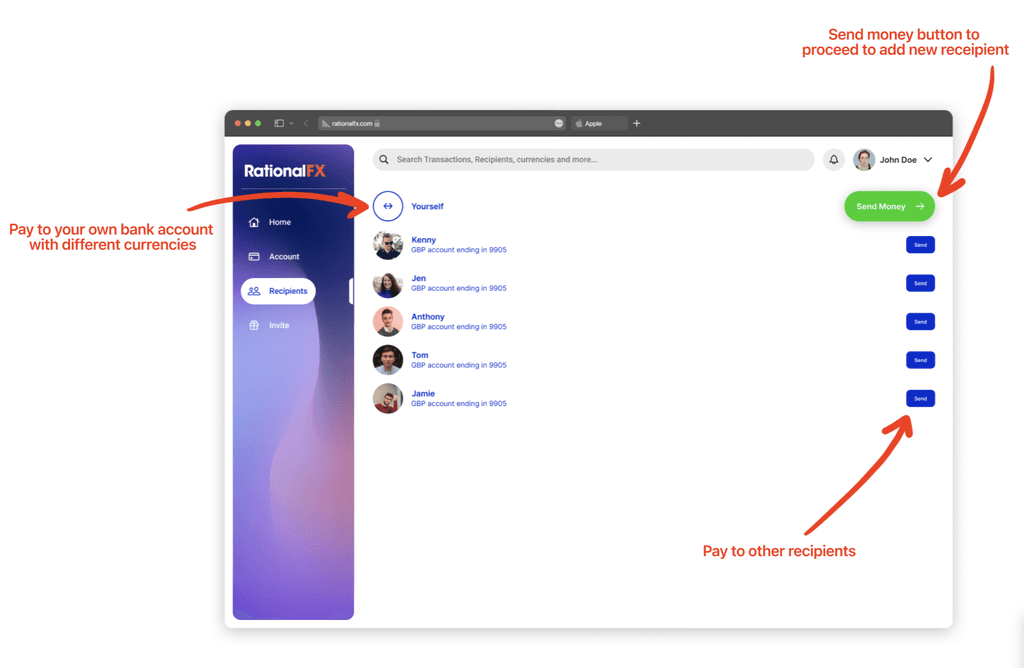 Send money button to
proceed to add new receipient
rationalfx.com
Apple
RationalFX
Search Transactions, Recipients, currencies and more...
John Doe
Home
Account
Recipients
Invite
Pay to your own bank account
with different currencies
Yourself
Send Money
Kenny
GBP account ending in 9905
Send
Jen
GBP account ending in 9905
Send
Anthony
GBP account ending in 9905
Send
Tom
GBP account ending in 9905
Send
Jamie
GBP account ending in 9905
Send
Pay to other recipients